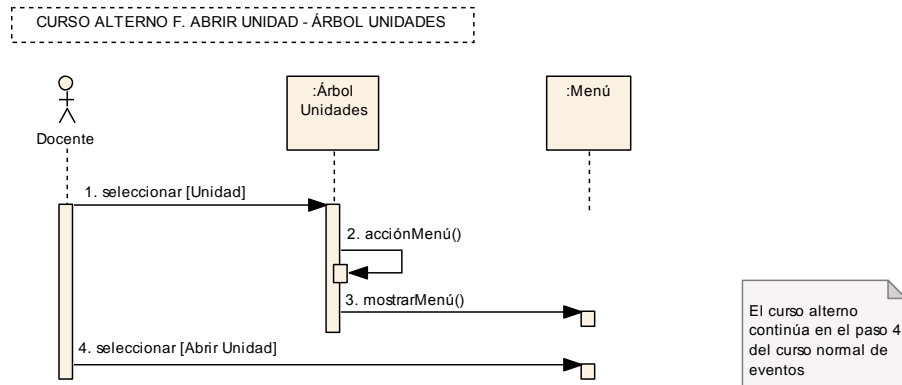 CURSO ALTERNO F. ABRIR UNIDAD - ÁRBOL UNIDADES
:Árbol
Unidades
:Menú
Docente
1. seleccionar [Unidad]
2. acciónMenú()
3. mostrarMenú()
4. seleccionar [Abrir Unidad]
El curso alterno
continúa en el paso 4
del curso normal de
eventos